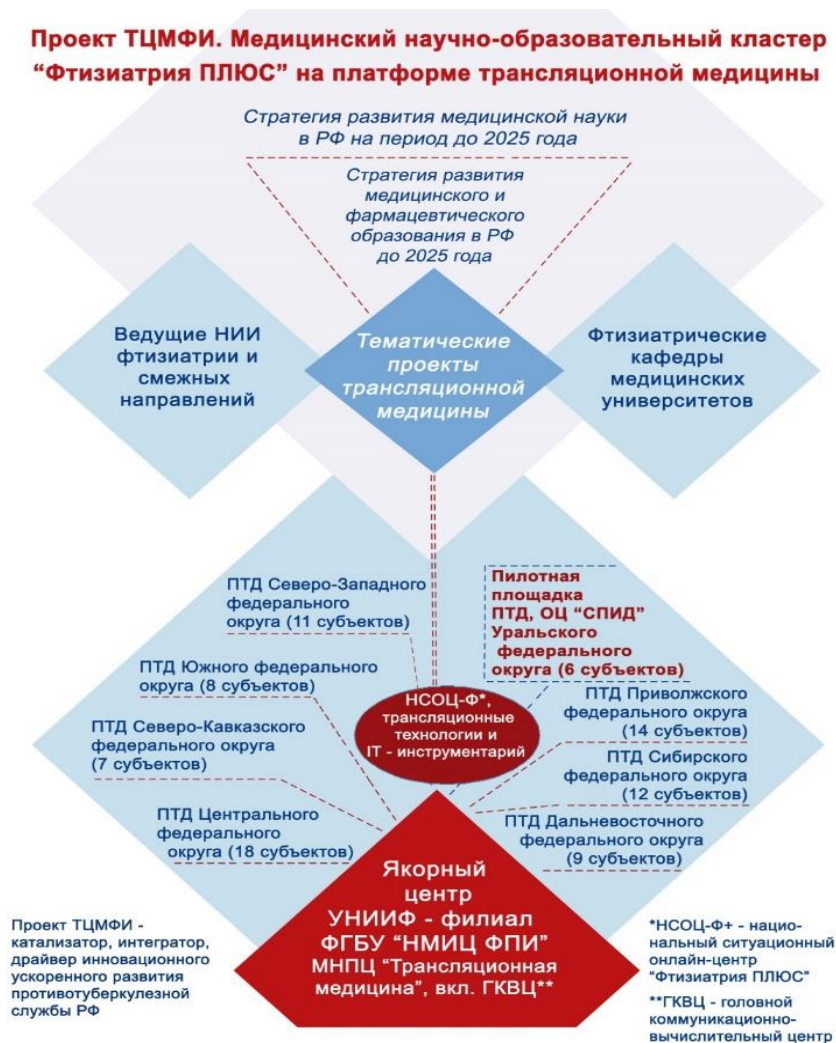 Проект ТЦМФИ. Медицинский научно-образовательный кластер
“Фтизиатрия ПЛЮС” на платформе трансляционной медицины
Стратегия развития медицинской науки
в РФ на период до 2025 года
Стратегия развития
медицинского и
фармацевтического
образования в РФ
до 2025 года
Ведущие НИИ
фтизиатрии и
смежных
направлений
Тематические
проекты
трансляционной
медицины
Фтизиатрические
кафедры
медицинских
университетов
ПТД Северо-Западного
федерального
округа (11 субъектов)
ПТД Южного федерального
округа (8 субъектов)
ПТД Северо-Кавказского
федерального округа
(7 субъектов)
ПТД Центрального
федерального
округа (18 субъектов)
Пилотная
площадка
ПТД, ОЦ “СПИД”
Уральского
федерального
округа (6 субъектов)
НСОЦ-Ф*,
трансляционные
технологии и
IT - инструментарий
ПТД Приволжского
федерального округа
(14 субъектов)
ПТД Сибирского
федерального округа
(12 субъектов)
ПТД Дальневосточного
федерального округа
(9 субъектов)
Якорный
центр
УНИИФ - филиал
ФГБУ “НМИЦ ФПИ”
МНПЦ “Трансляционная
медицина”, вкл. ГКВЦ**
Проект ТЦМФИ -
катализатор, интегратор,
драйвер инновационного
ускоренного развития
противотуберкулезной
службы РФ
*НСОЦ-Ф+ - нацио-
нальный ситуационный
онлайн-центр
“Фтизиатрия ПЛЮС”
**ГКВЦ - головной
коммуникационно-
вычислительный центр